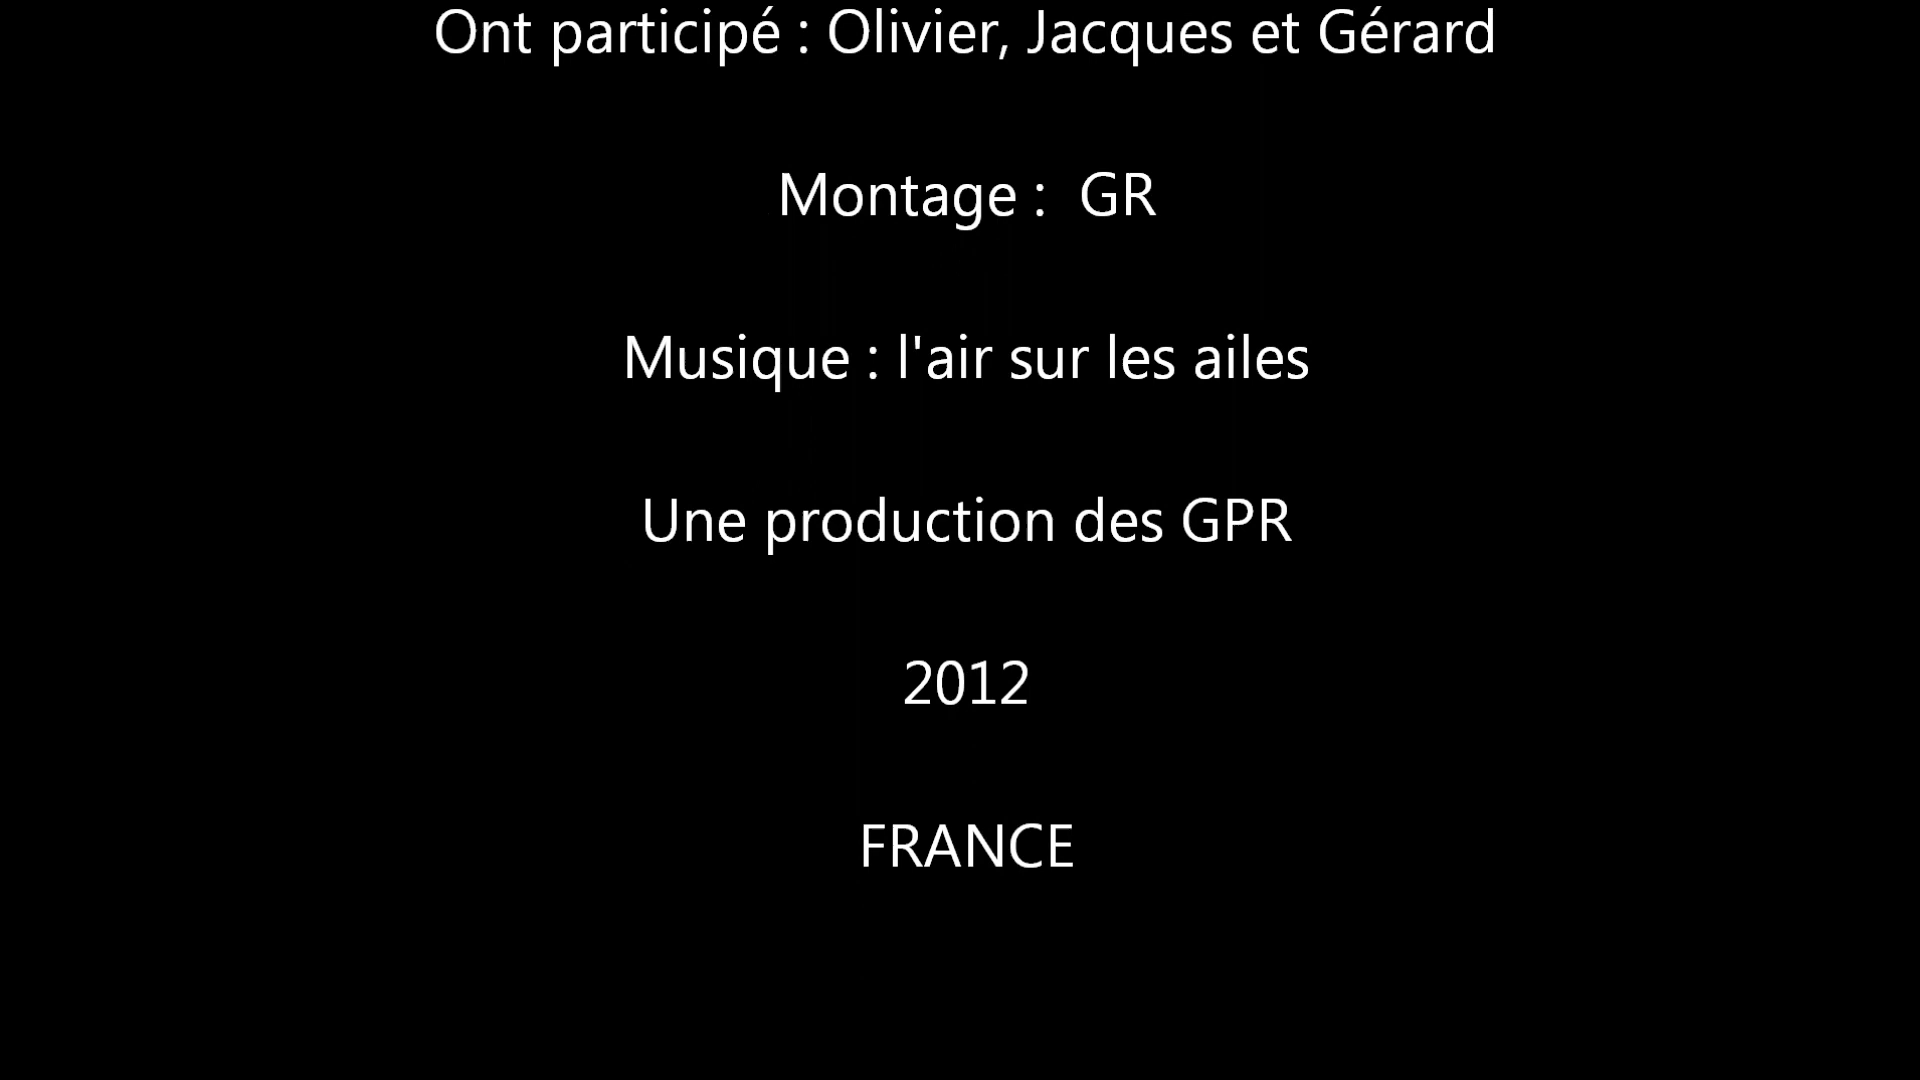 Ont participé : Olivier, Jacques et Gérard
Montage :  GR
Musique : l'air sur les ailes
Une production des GPR
2012
FRANCE